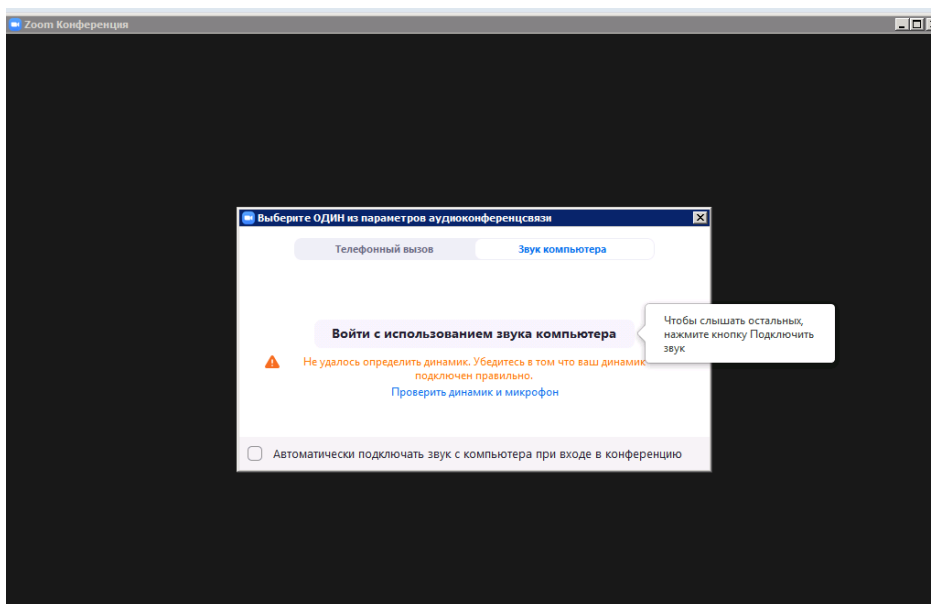 Zoom Конференция
Выберите ОДИН из параметров аудиоконференцсвязи
Телефонный вызов
Звук компьютера
Войти с использованием звука компьютера
Чтобы слышать остальных,
нажмите кнопку Подключить
звук
Не удалось определить динамик. Убедитесь в том что ваш динамик
подключен правильно.
Проверить динамик и микрофон
Автоматически подключать звук с компьютера при входе в конференцию